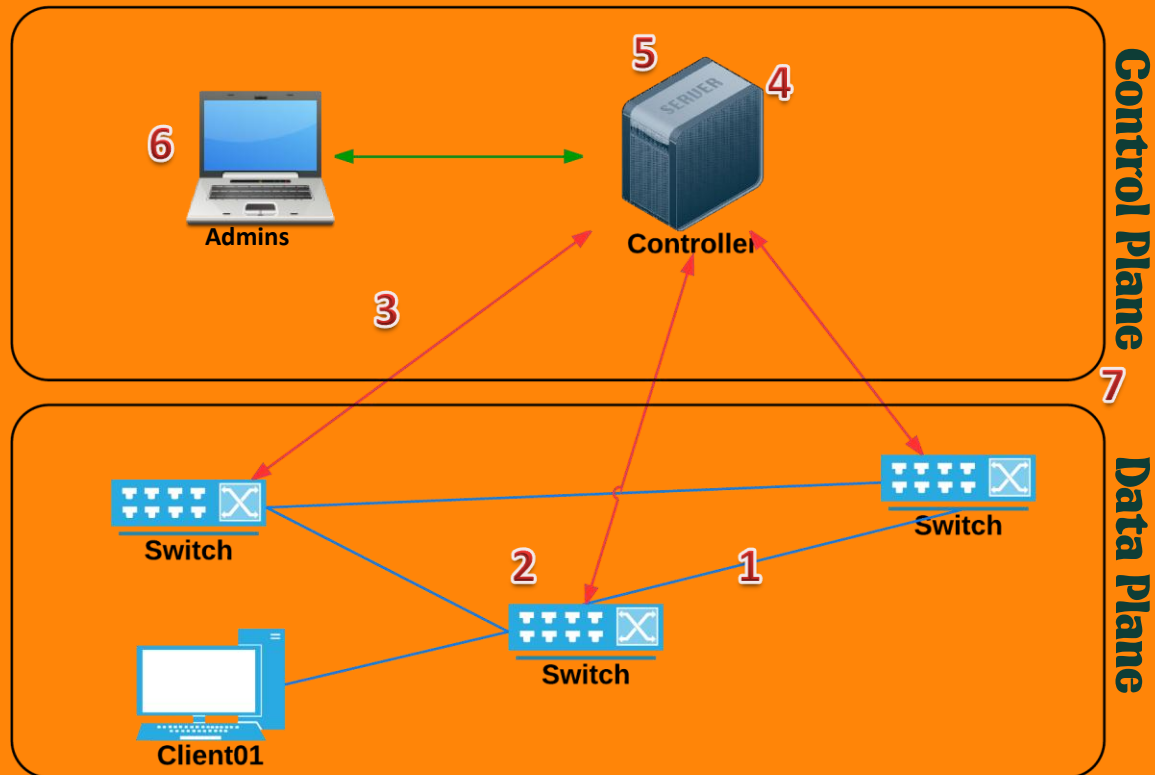 5
4
SERVER
6
Admins
Controller
3
Control Plane
7
Switch
Switch
2
1
Switch
Client01
Data Plane